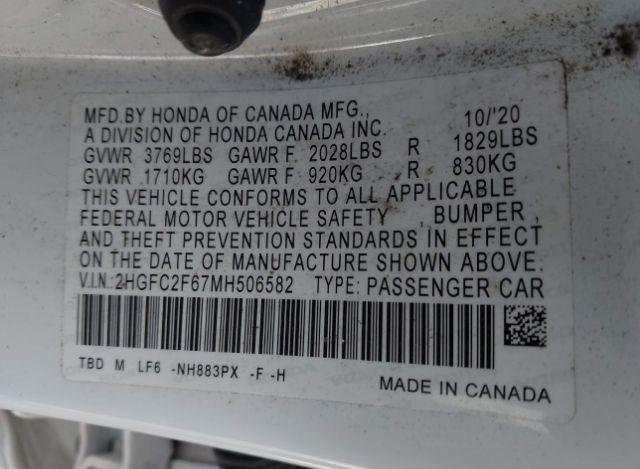 MFD.BY HONDA OF CANADA MFG., 10/'20
A DIVISION OF HONDA CANADA INC.
GVWR 3769LBS GAWR F 2028LBS R 1829LBS
GVWR 1710KG GAWR F 920KG R 830KG
THIS VEHICLE CONFORMS TO ALL APPLICABLE
FEDERAL MOTOR VEHICLE SAFETY , BUMPER ,
AND THEFT PREVENTION STANDARDS IN EFFECT
ON THE DATE OF MANUFACTURE SHOWN ABOVE.
V.I.N.:2HGFC2F67MH506582 TYPE: PASSENGER CAR
TBD M LF6 -NH883PX -F -H
MADE IN CANADA